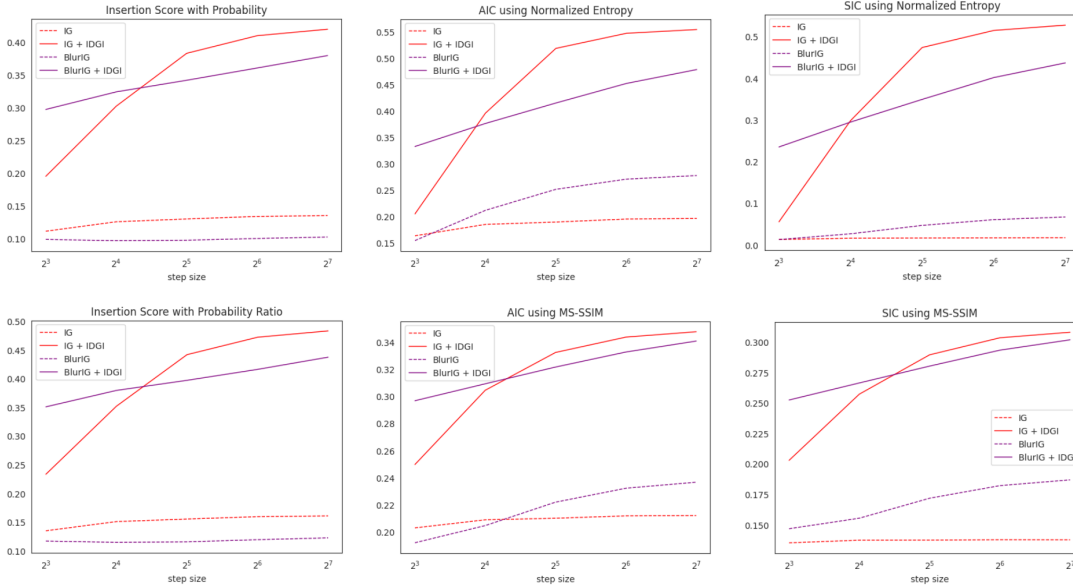 Insertion Score with Probability
IG
IG + IDGI
BlurIG
BlurIG + IDGI
0.40
0.35
0.30
0.25
0.20
0.15
0.10
2^3
2^4
2^5
2^6
2^7
step size
AIC using Normalized Entropy
IG
IG + IDGI
BlurIG
BlurIG + IDGI
0.55
0.50
0.45
0.40
0.35
0.30
0.25
0.20
0.15
2^3
2^4
2^5
2^6
2^7
step size
SIC using Normalized Entropy
IG
IG + IDGI
BlurIG
BlurIG + IDGI
0.5
0.4
0.3
0.2
0.1
0.0
2^3
2^4
2^5
2^6
2^7
step size
Insertion Score with Probability Ratio
IG
IG + IDGI
BlurIG
BlurIG + IDGI
0.50
0.45
0.40
0.35
0.30
0.25
0.20
0.15
0.10
2^3
2^4
2^5
2^6
2^7
step size
AIC using MS-SSIM
IG
IG + IDGI
BlurIG
BlurIG + IDGI
0.34
0.32
0.30
0.28
0.26
0.24
0.22
0.20
2^3
2^4
2^5
2^6
2^7
step size
SIC using MS-SSIM
0.300
0.275
0.250
0.225
0.200
0.175
0.150
IG
IG + IDGI
BlurIG
BlurIG + IDGI
2^3
2^4
2^5
2^6
2^7
step size